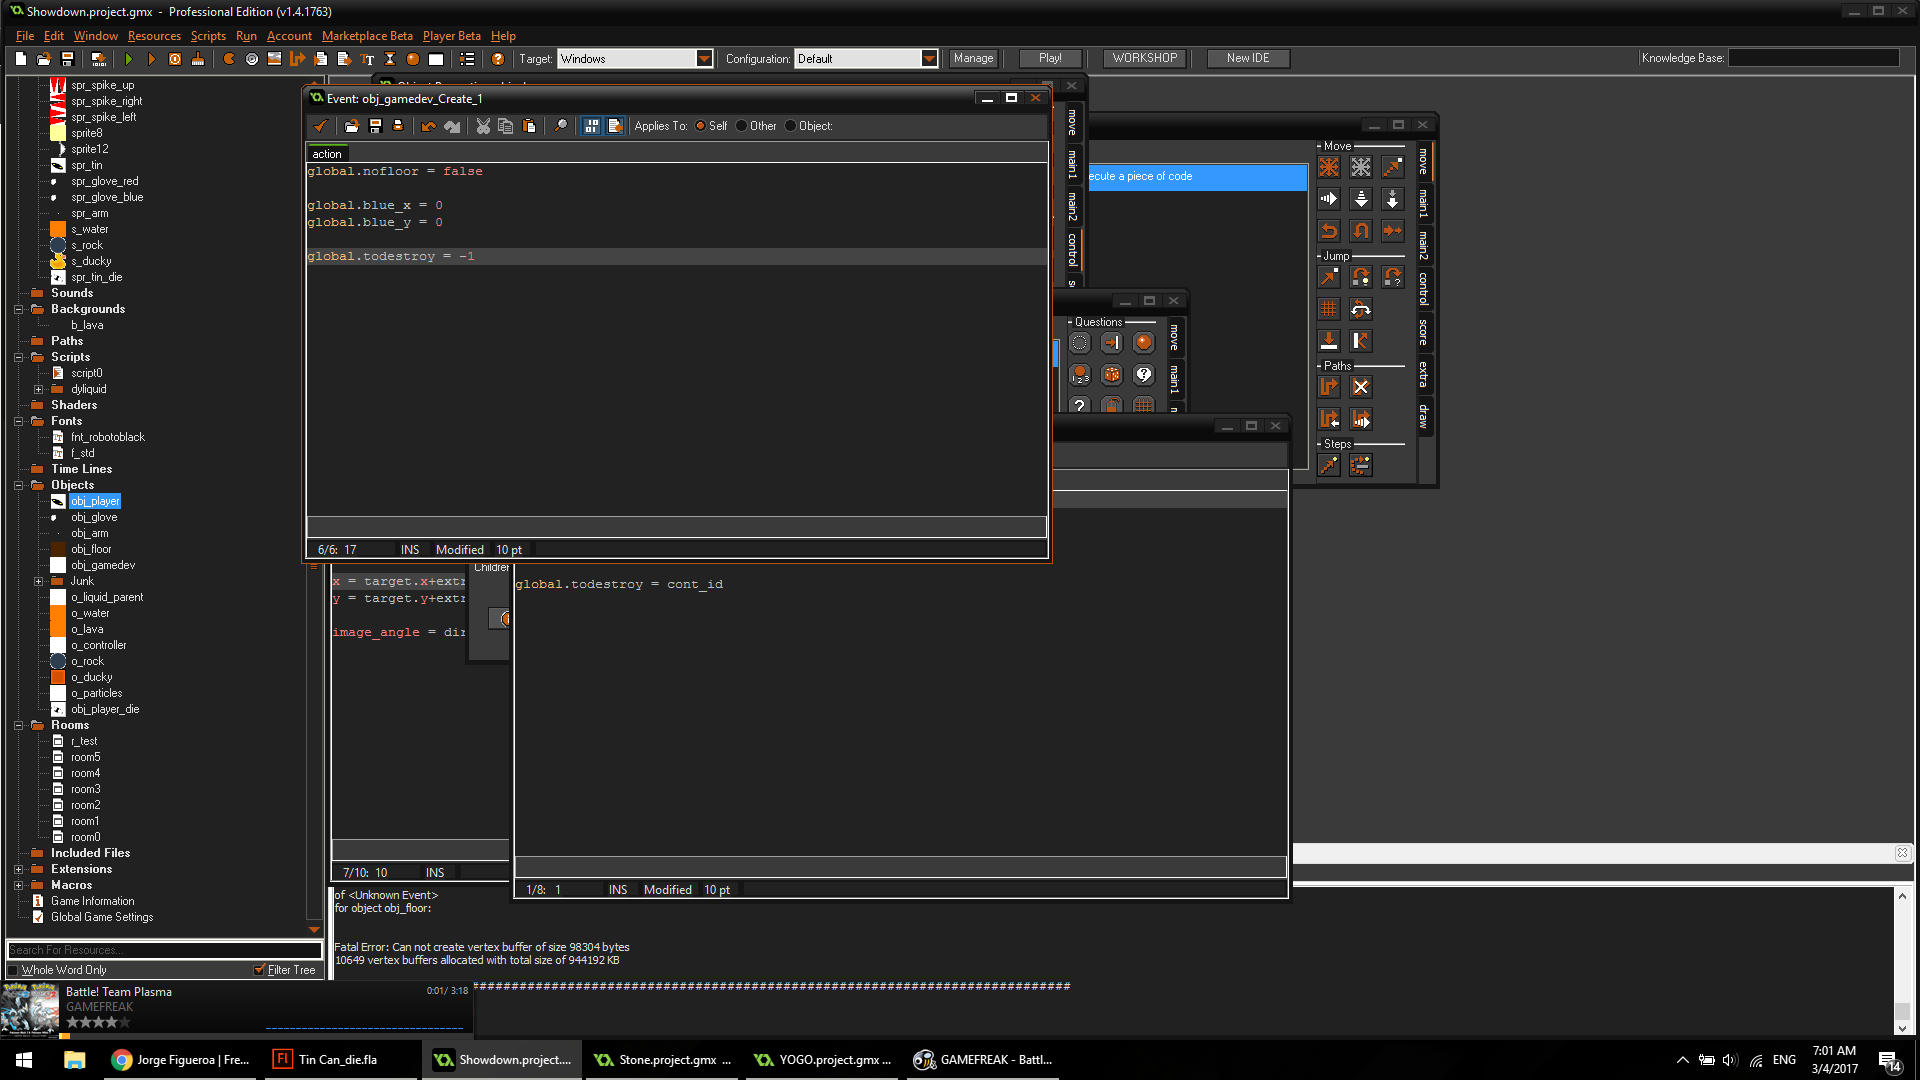 Showdown.project.gmx - Professional Edition (v1.4.1763)
File Edit Window Resources Scripts Run Account Marketplace Beta Player Beta Help
Target: Windows Configuration: Default Manage Play! WORKSHOP New IDE Knowledge Base:
spr_spike_up
spr_spike_right
spr_spike_left
sprite8
sprite12
spr_tin
spr_glove_red
spr_glove_blue
spr_arm
s_water
s_rock
s_ducky
spr_tin_die
Sounds
Backgrounds
b_lava
Paths
Scripts
script0
dyliquid
Shaders
Fonts
fnt_robotoblack
f_std
Time Lines
Objects
obj_player
obj_glove
obj_arm
obj_floor
obj_gamedev
Junk
o_liquid_parent
o_water
o_lava
o_controller
o_rock
o_ducky
o_particles
obj_player_die
Rooms
r_test
room5
room4
room3
room2
room1
room0
Included Files
Extensions
Macros
Game Information
Global Game Settings
Search For Resources...
Whole Word Only Filter Tree
Event: obj_gamedev_Create_1
Applies To: Self Other Object:
action
global.nofloor = false
global.blue_x = 0
global.blue_y = 0
global.todestroy = -1
6/6: 17 INS Modified 10 pt
move
main1
main2
control
ecute a piece of code
Move
Jump
Paths
Steps
move
main1
main2
control
score
extra
draw
Questions
move
main1
Children
x = target.x+extr
y = target.y+extr
image_angle = dir
7/10: 10 INS
global.todestroy = cont_id
1/8: 1 INS Modified 10 pt
of <Unknown Event>
for object obj_floor:
Fatal Error: Can not create vertex buffer of size 98304 bytes
10649 vertex buffers allocated with total size of 944192 KB
Battle! Team Plasma 0:01/ 3:18
GAMEFREAK
Jorge Figueroa | Fre...
Tin Can_die.fla
Showdown.project....
Stone.project.gmx ...
YOGO.project.gmx ...
GAMEFREAK - Battl...
ENG
7:01 AM
3/4/2017
14